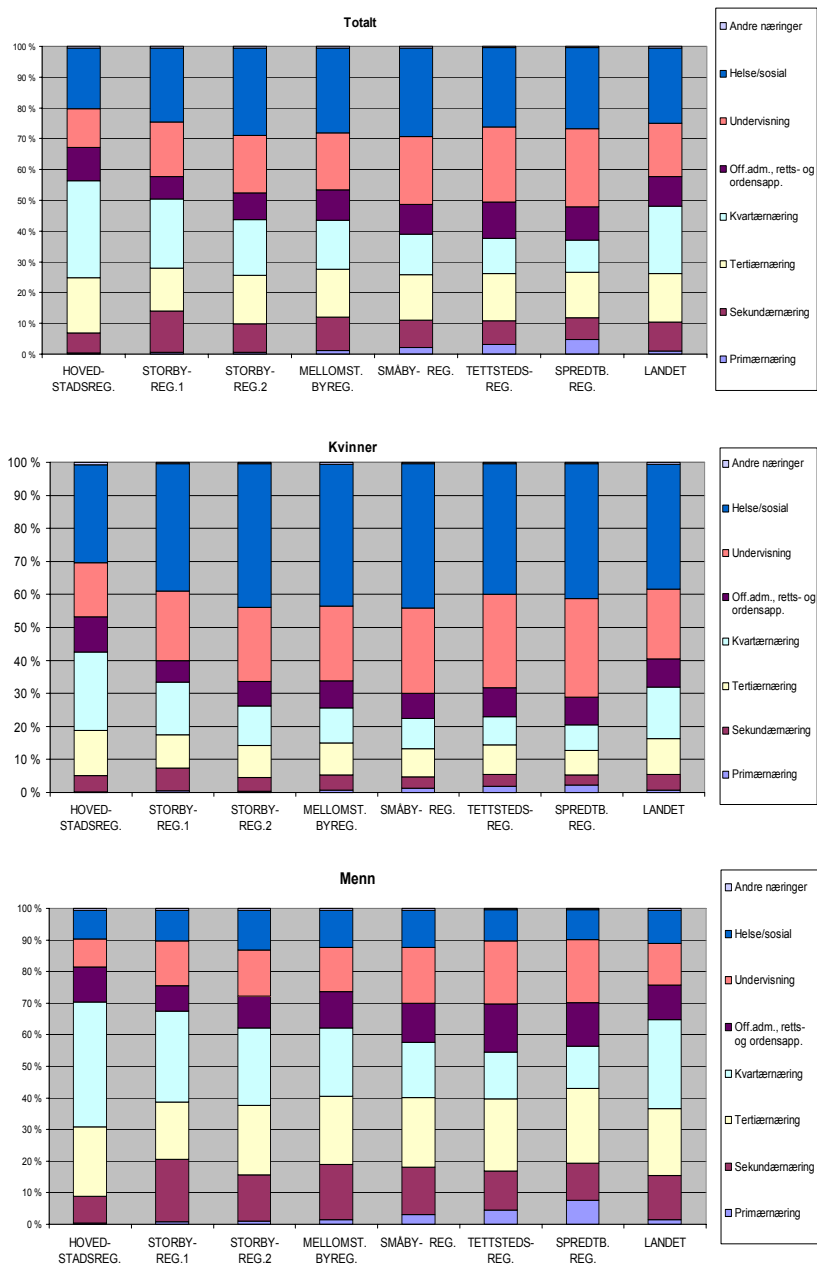 Totalt
100 %
90 %
80 %
70 %
60 %
50 %
40 %
30 %
20 %
10 %
0 %
HOVED-
STADSREG.
STORBY-
REG.1
STORBY-
REG.2
MELLOMST.
BYREG.
SMÅBY- REG.
TETTSTEDS-
REG.
SPREDTB.
REG.
LANDET
Andre næringer
Helse/sosial
Undervisning
Off.adm., retts- og
ordensapp.
Kvartærnæring
Tertiærnæring
Sekundærnæring
Primærnæring
Kvinner
100 %
90 %
80 %
70 %
60 %
50 %
40 %
30 %
20 %
10 %
0 %
HOVED-
STADSREG.
STORBY-
REG.1
STORBY-
REG.2
MELLOMST.
BYREG.
SMÅBY- REG.
TETTSTEDS-
REG.
SPREDTB.
REG.
LANDET
Andre næringer
Helse/sosial
Undervisning
Off.adm., retts- og
ordensapp.
Kvartærnæring
Tertiærnæring
Sekundærnæring
Primærnæring
Menn
100 %
90 %
80 %
70 %
60 %
50 %
40 %
30 %
20 %
10 %
0 %
HOVED-
STADSREG.
STORBY-
REG.1
STORBY-
REG.2
MELLOMST.
BYREG.
SMÅBY- REG.
TETTSTEDS-
REG.
SPREDTB.
REG.
LANDET
Andre næringer
Helse/sosial
Undervisning
Off.adm., retts-
og ordensapp.
Kvartærnæring
Tertiærnæring
Sekundærnæring
Primærnæring